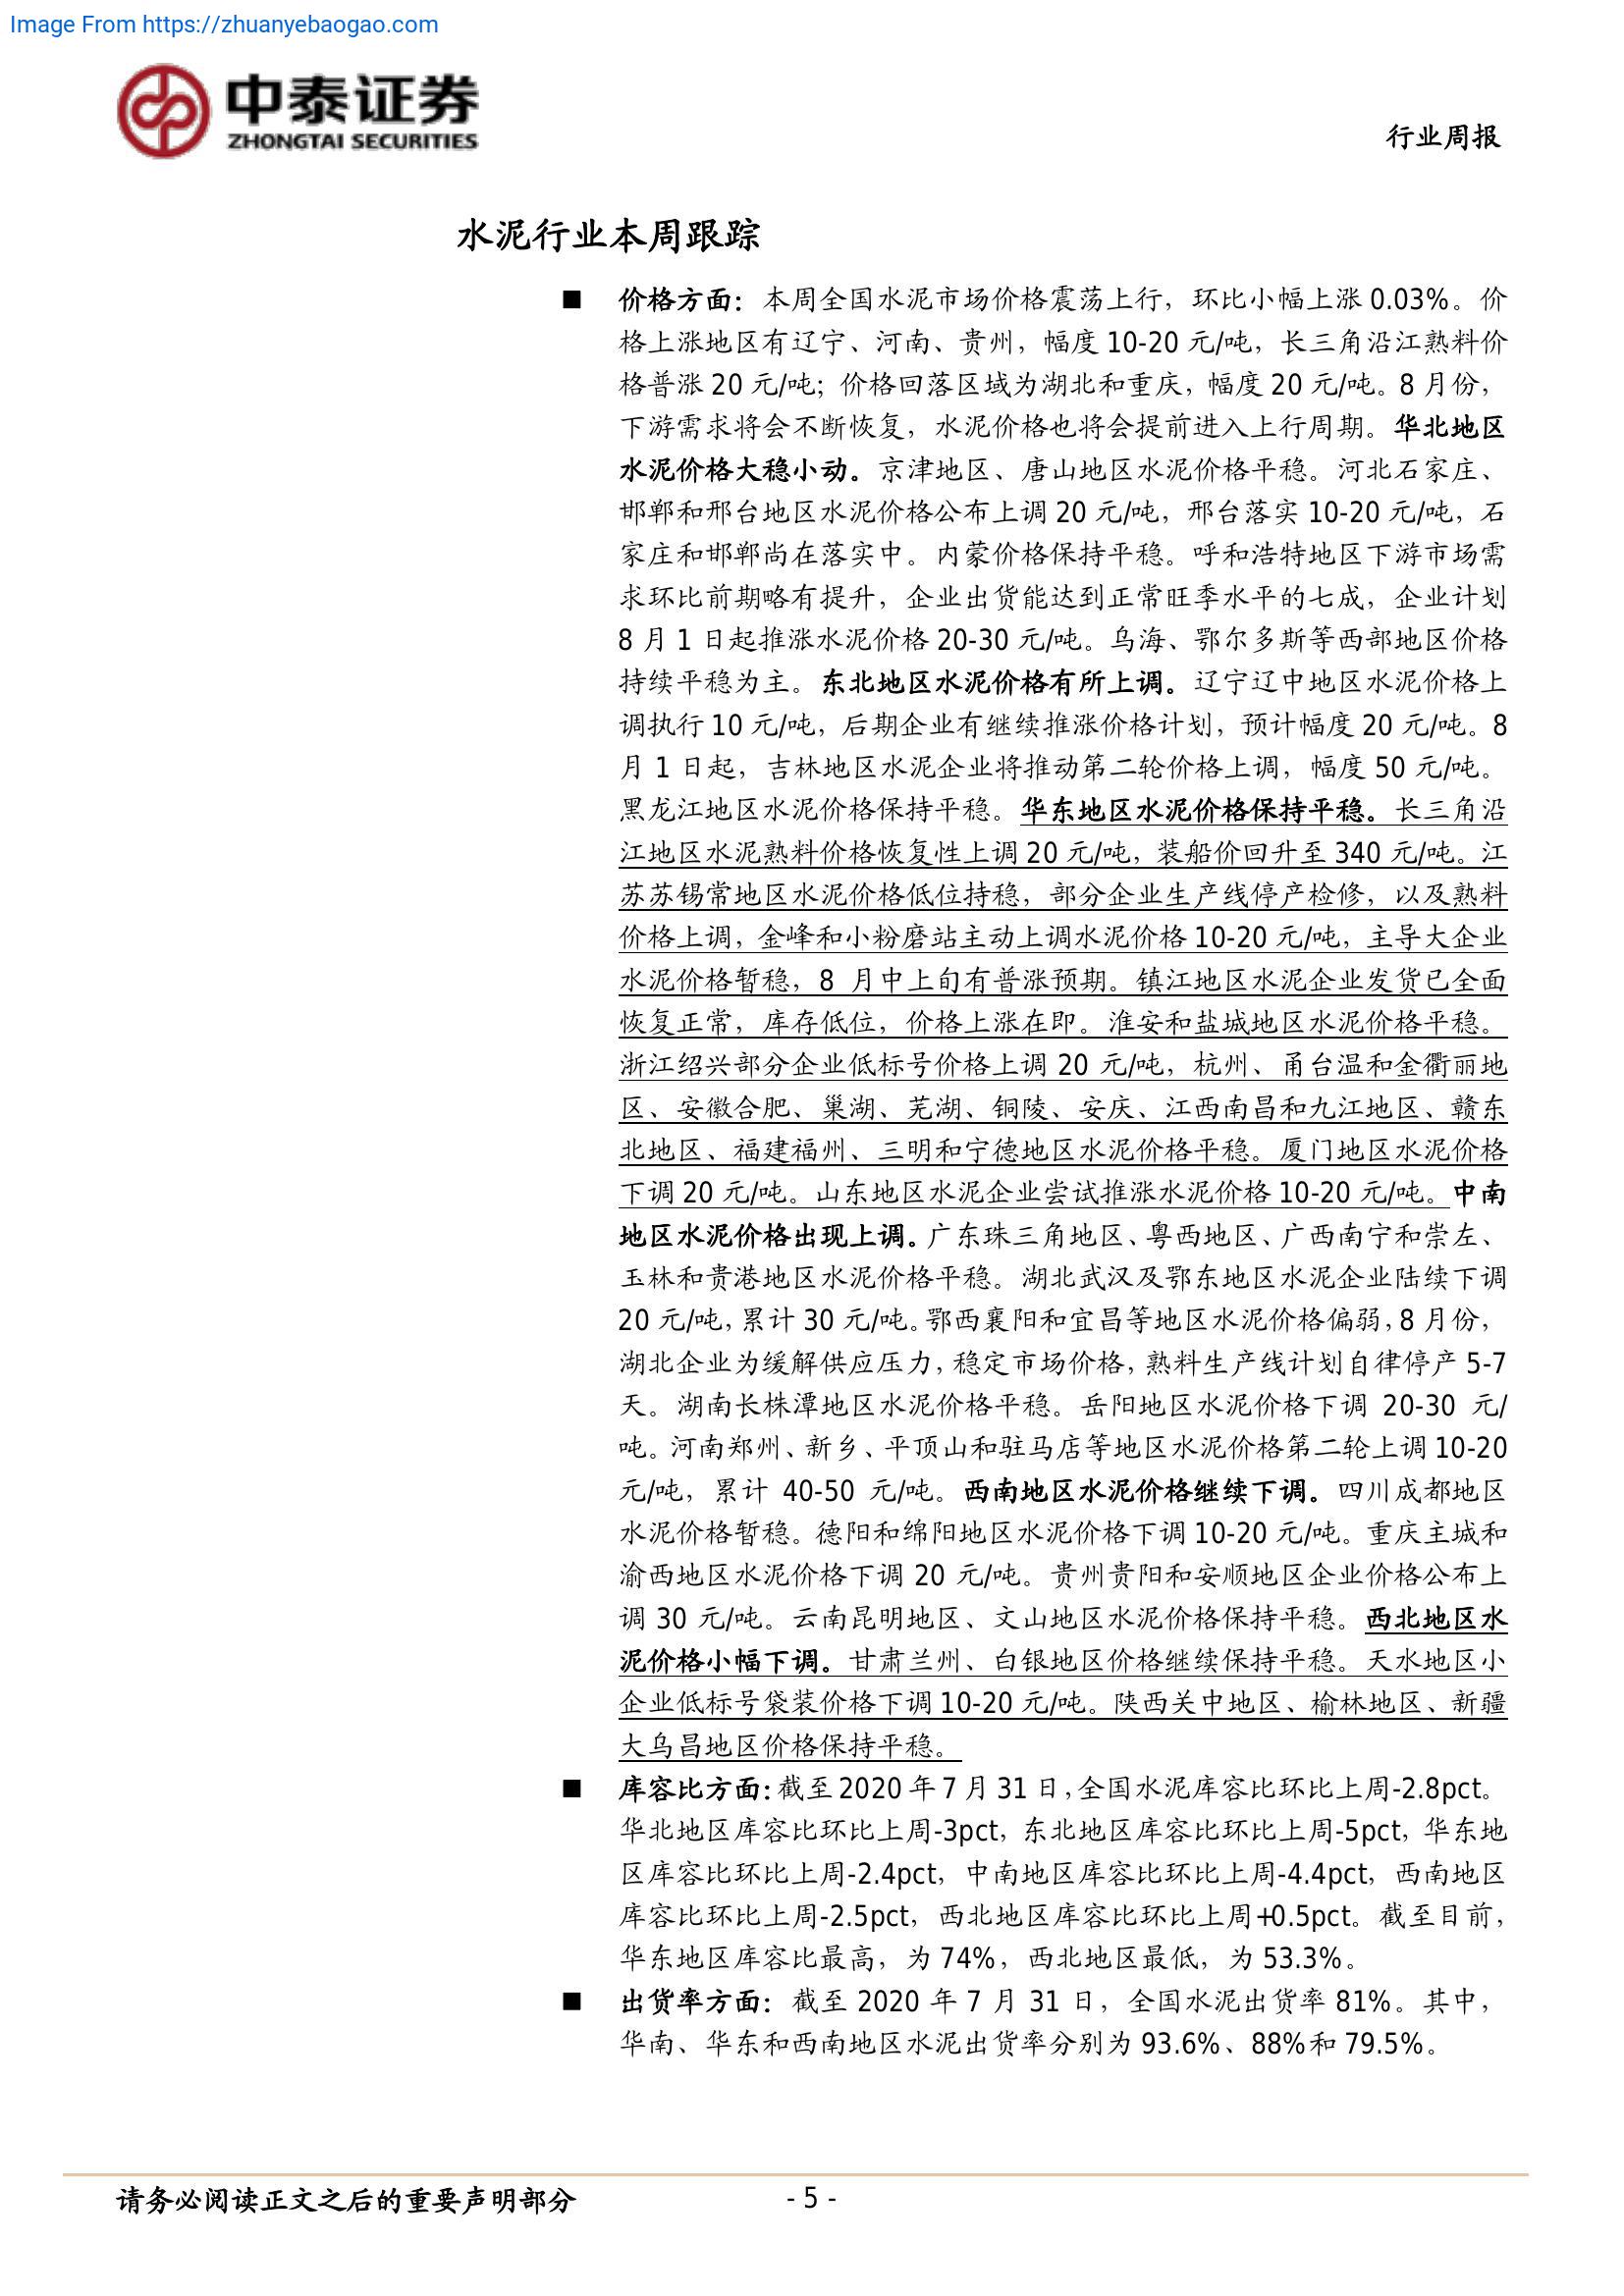 Image From https://zhuanyebaogao.com
中泰证券
ZHONGTAI SECURITIES
行业周报
水泥行业本周跟踪
■ 价格方面：本周全国水泥市场价格震荡上行，环比小幅上涨 0.03%。价
格上涨地区有辽宁、河南、贵州，幅度 10-20 元/吨，长三角沿江熟料价
格普涨 20 元/吨；价格回落区域为湖北和重庆，幅度 20 元/吨。8 月份，
下游需求将会不断恢复，水泥价格也将会提前进入上行周期。华北地区
水泥价格大稳小动。京津地区、唐山地区水泥价格平稳。河北石家庄、
邯郸和邢台地区水泥价格公布上调 20 元/吨，邢台落实 10-20 元/吨，石
家庄和邯郸尚在落实中。内蒙价格保持平稳。呼和浩特地区下游市场需
求环比前期略有提升，企业出货能达到正常旺季水平的七成，企业计划
8 月 1 日起推涨水泥价格 20-30 元/吨。乌海、鄂尔多斯等西部地区价格
持续平稳为主。东北地区水泥价格有所上调。辽宁辽中地区水泥价格上
调执行 10 元/吨，后期企业有继续推涨价格计划，预计幅度 20 元/吨。8
月 1 日起，吉林地区水泥企业将推动第二轮价格上调，幅度 50 元/吨。
黑龙江地区水泥价格保持平稳。华东地区水泥价格保持平稳。长三角沿
江地区水泥熟料价格恢复性上调 20 元/吨，装船价回升至 340 元/吨。江
苏苏锡常地区水泥价格低位持稳，部分企业生产线停产检修，以及熟料
价格上调，金峰和小粉磨站主动上调水泥价格 10-20 元/吨，主导大企业
水泥价格暂稳，8 月中上旬有普涨预期。镇江地区水泥企业发货已全面
恢复正常，库存低位，价格上涨在即。淮安和盐城地区水泥价格平稳。
浙江绍兴部分企业低标号价格上调 20 元/吨，杭州、甬台温和金衢丽地
区、安徽合肥、巢湖、芜湖、铜陵、安庆、江西南昌和九江地区、赣东
北地区、福建福州、三明和宁德地区水泥价格平稳。厦门地区水泥价格
下调 20 元/吨。山东地区水泥企业尝试推涨水泥价格 10-20 元/吨。中南
地区水泥价格出现上调。广东珠三角地区、粤西地区、广西南宁和崇左、
玉林和贵港地区水泥价格平稳。湖北武汉及鄂东地区水泥企业陆续下调
20 元/吨，累计 30 元/吨。鄂西襄阳和宜昌等地区水泥价格偏弱，8 月份，
湖北企业为缓解供应压力，稳定市场价格，熟料生产线计划自律停产 5-7
天。湖南长株潭地区水泥价格平稳。岳阳地区水泥价格下调 20-30 元/
吨。河南郑州、新乡、平顶山和驻马店等地区水泥价格第二轮上调 10-20
元/吨，累计 40-50 元/吨。西南地区水泥价格继续下调。四川成都地区
水泥价格暂稳。德阳和绵阳地区水泥价格下调 10-20 元/吨。重庆主城和
渝西地区水泥价格下调 20 元/吨。贵州贵阳和安顺地区企业价格公布上
调 30 元/吨。云南昆明地区、文山地区水泥价格保持平稳。西北地区水
泥价格小幅下调。甘肃兰州、白银地区价格继续保持平稳。天水地区小
企业低标号袋装价格下调 10-20 元/吨。陕西关中地区、榆林地区、新疆
大乌昌地区价格保持平稳。
■ 库容比方面：截至 2020 年 7 月 31 日，全国水泥库容比环比上周-2.8pct。
华北地区库容比环比上周-3pct，东北地区库容比环比上周-5pct，华东地
区库容比环比上周-2.4pct，中南地区库容比环比上周-4.4pct，西南地区
库容比环比上周-2.5pct，西北地区库容比环比上周+0.5pct。截至目前，
华东地区库容比最高，为 74%，西北地区最低，为 53.3%。
■ 出货率方面：截至 2020 年 7 月 31 日，全国水泥出货率 81%。其中，
华南、华东和西南地区水泥出货率分别为 93.6%、88%和 79.5%。
请务必阅读正文之后的重要声明部分
- 5 -